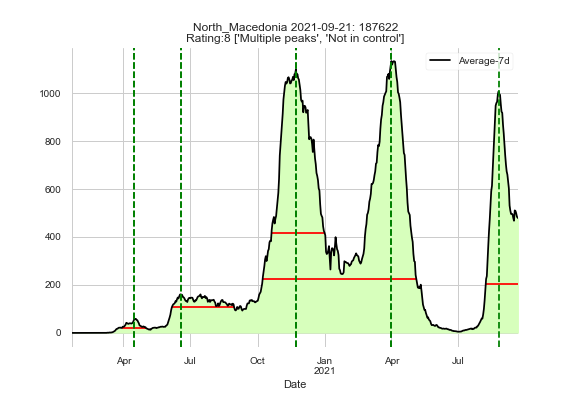 North_Macedonia 2021-09-21: 187622
Rating:8 ['Multiple peaks', 'Not in control']
Average-7d
1000
800
600
400
200
0
Apr Jul Oct Jan Apr Jul
2021
Date